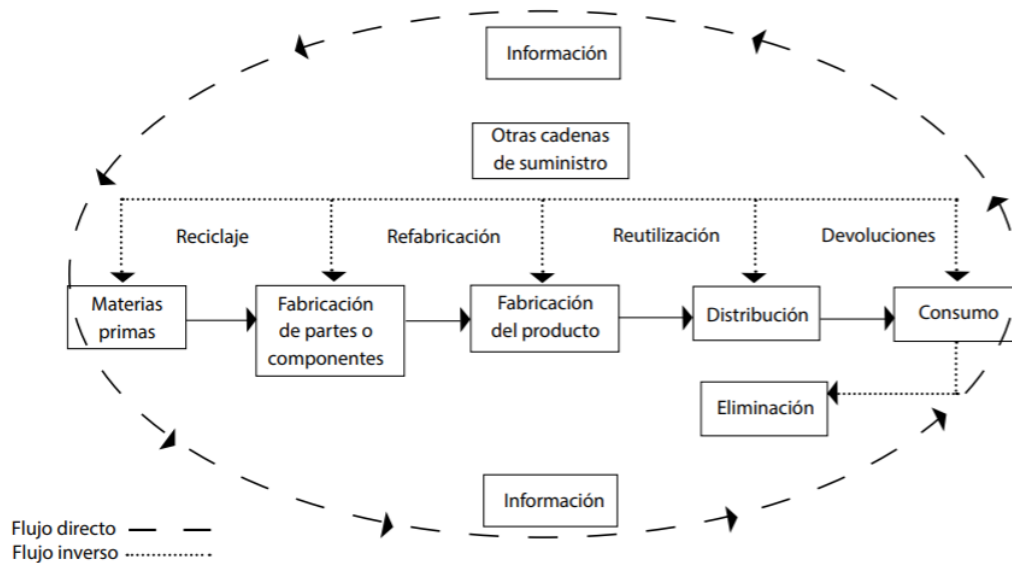 Información
Otras cadenas
de suministro
Reciclaje
Refabricación
Reutilización
Devoluciones
Materias
primas
Fabricación
de partes o
componentes
Fabricación
del producto
Distribución
Consumo
Eliminación
Información
Flujo directo
Flujo inverso